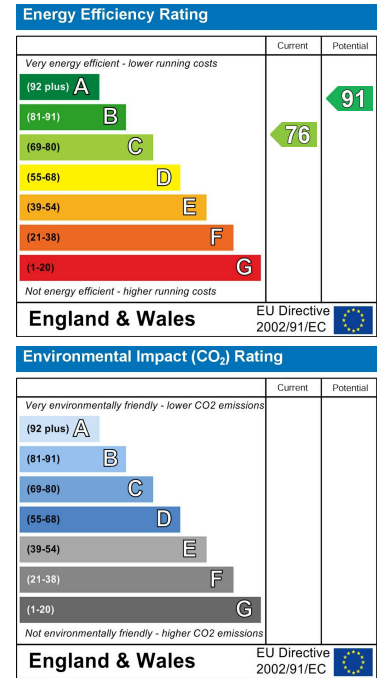 Energy Efficiency Rating
Current Potential
Very energy efficient - lower running costs
(92 plus) A
91
(81-91) B
76
(69-80) C
(55-68) D
(39-54) E
(21-38) F
(1-20) G
Not energy efficient - higher running costs
England & Wales
EU Directive
2002/91/EC
Environmental Impact (CO₂) Rating
Current Potential
Very environmentally friendly - lower CO2 emissions
(92 plus) A
(81-91) B
(69-80) C
(55-68) D
(39-54) E
(21-38) F
(1-20) G
Not environmentally friendly - higher CO2 emissions
England & Wales
EU Directive
2002/91/EC